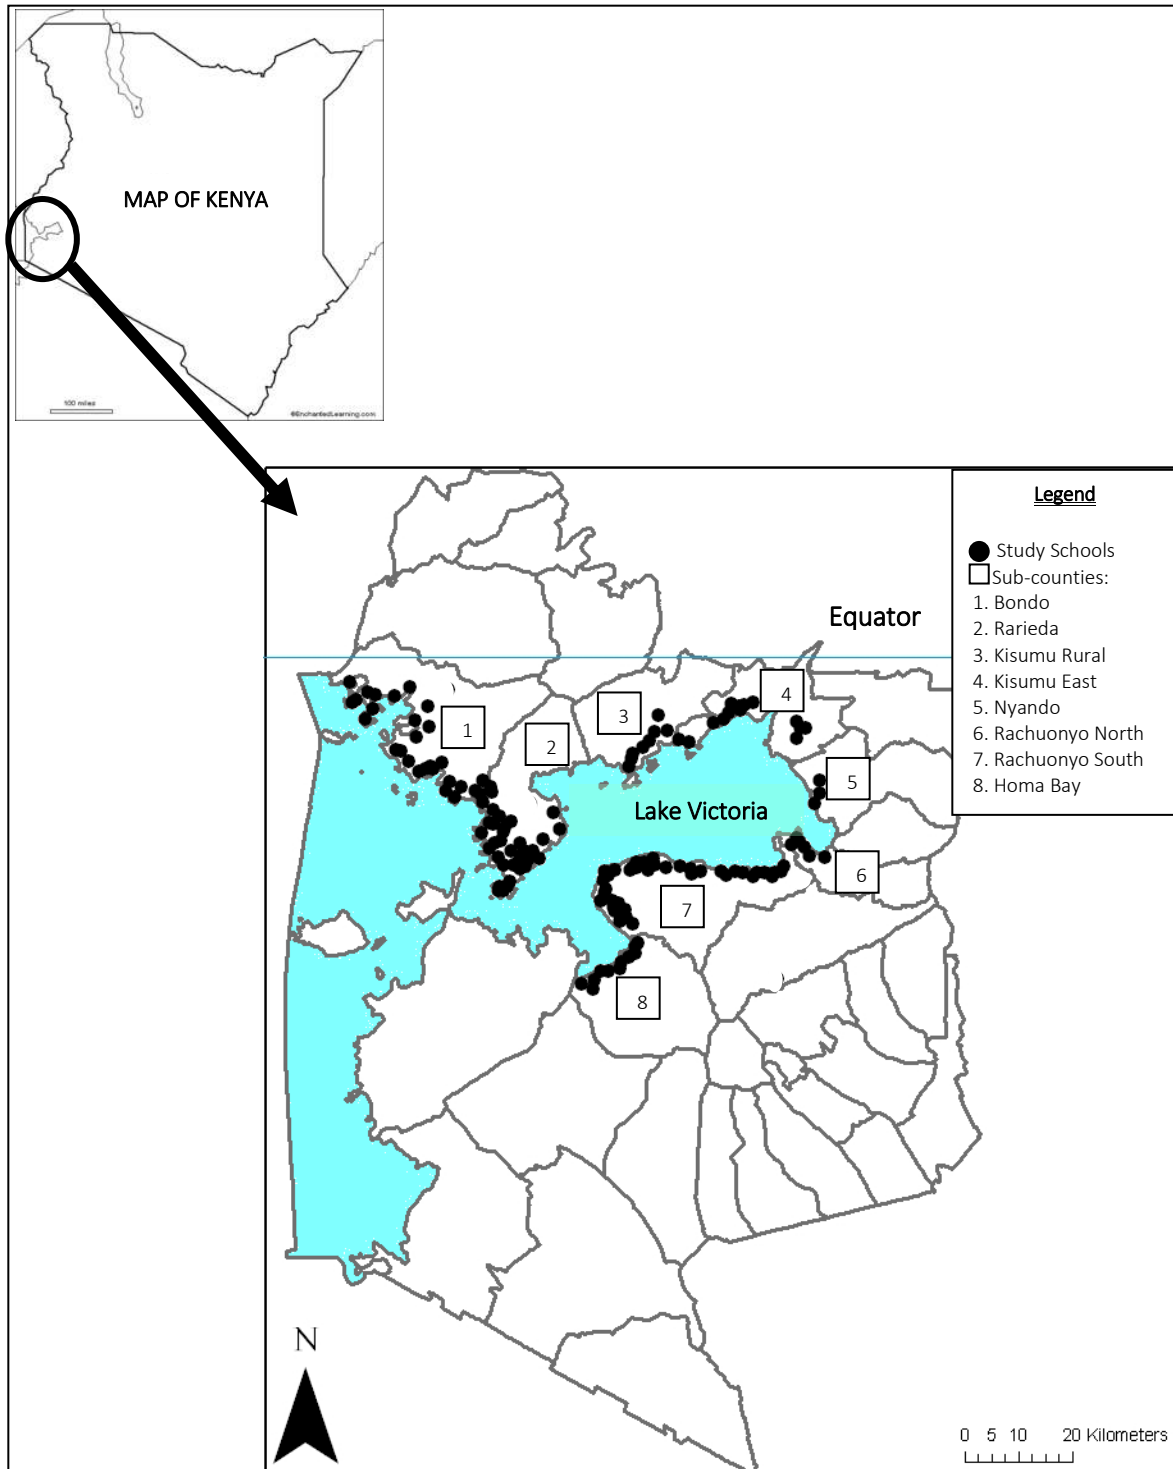 MAP OF KENYA
100 miles
©EnchantedLearning.com
Legend
Study Schools
Sub-counties:
1. Bondo
2. Rarieda
3. Kisumu Rural
4. Kisumu East
5. Nyando
6. Rachuonyo North
7. Rachuonyo South
8. Homa Bay
Equator
4
3
1
2
5
Lake Victoria
6
7
8
N
0 5 10 20 Kilometers